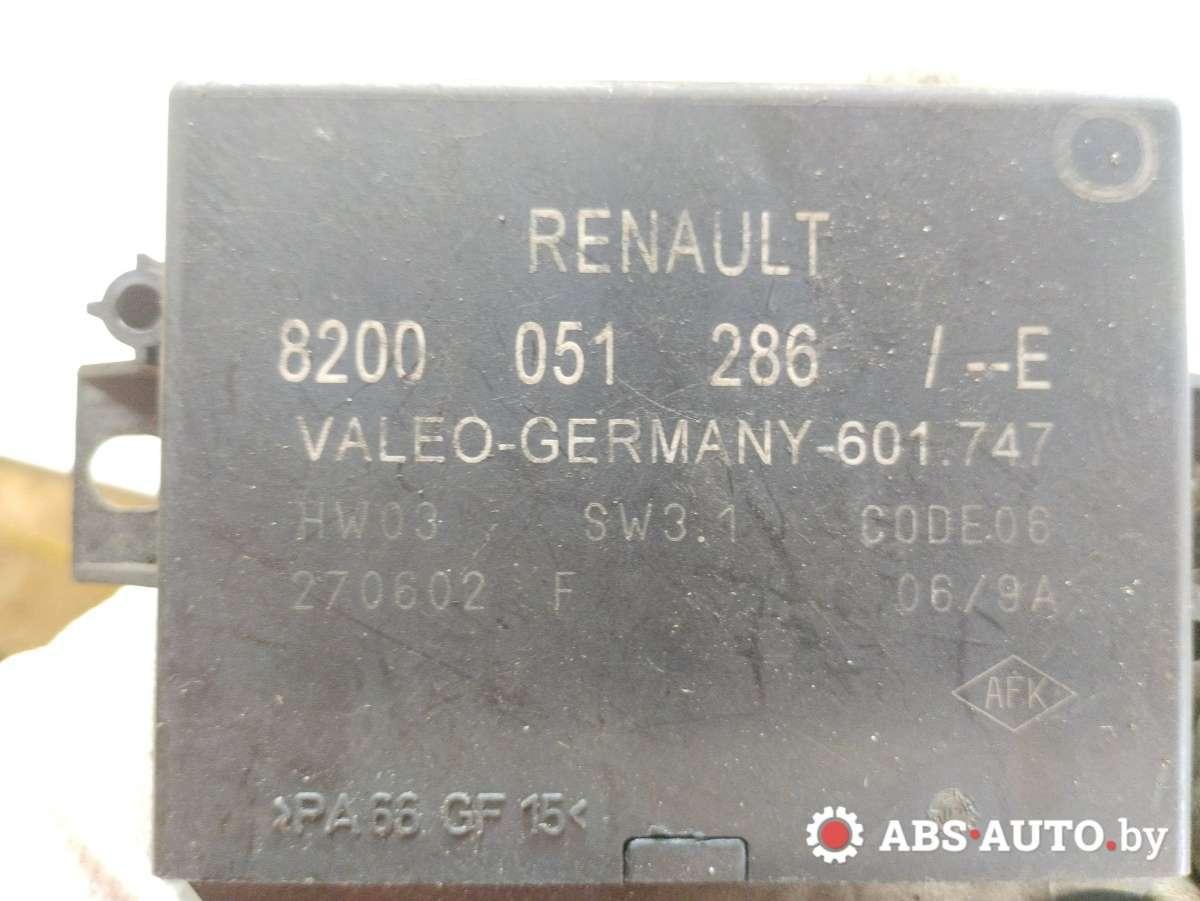 RENAULT
8200 051 286 / --E
VALEO-GERMANY-601.747
HW03 SW3.1 CODE06
270602 F 06/9A
AFK
>PA 66 GF 15<
ABS-AUTO.by